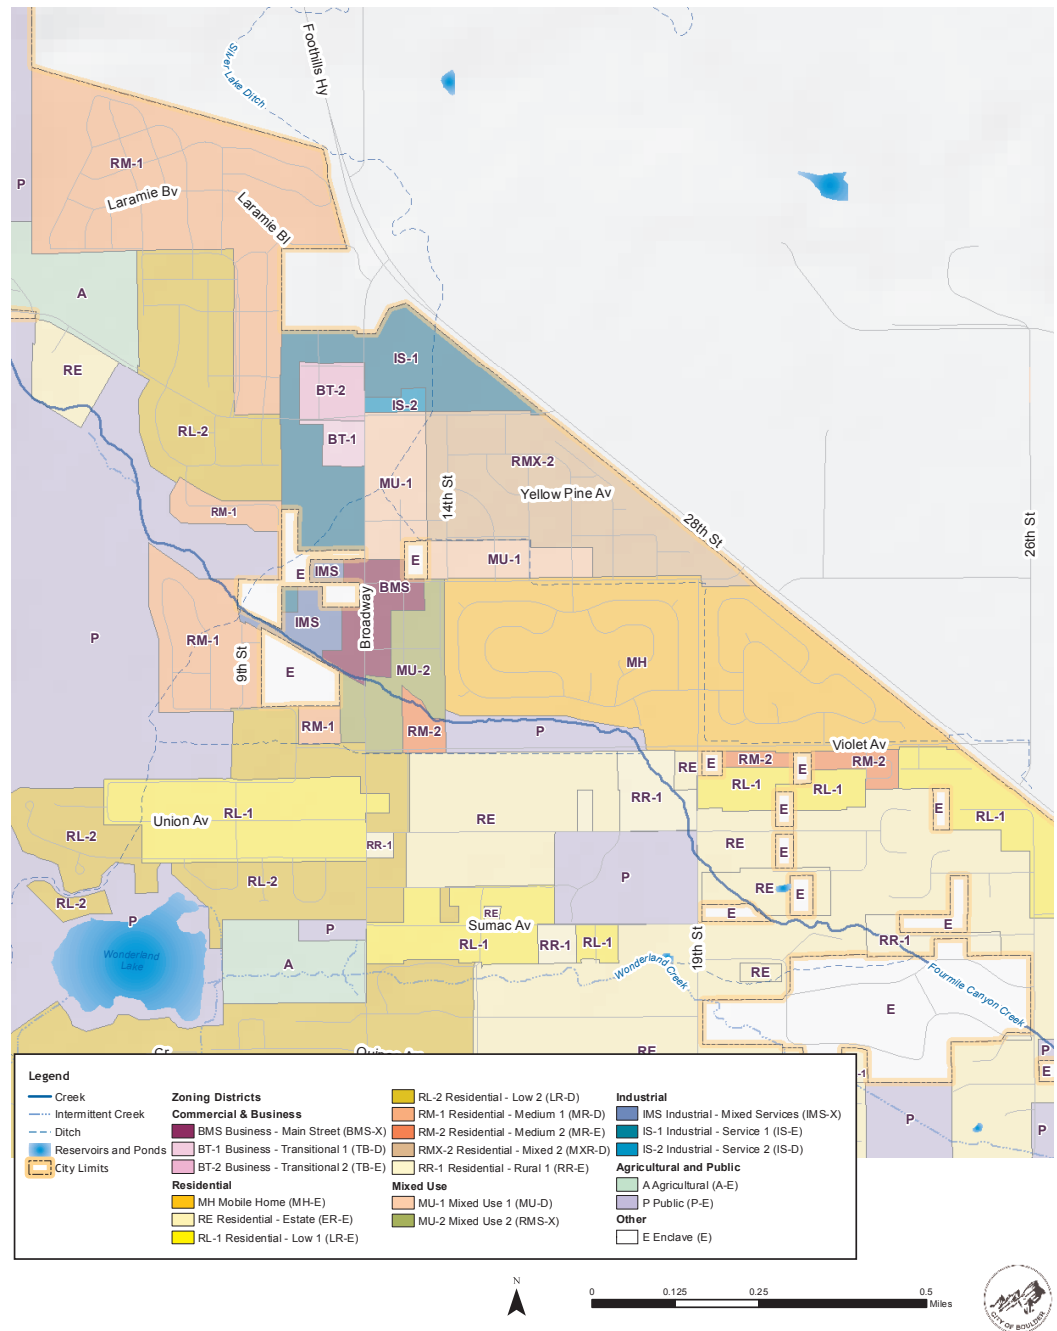 Foothills Hy
Silver Lake Ditch
RM-1
P
Laramie Bv
Laramie Bl
A
RE
IS-1
BT-2
IS-2
RL-2
BT-1
RMX-2
MU-1
14th St
Yellow Pine Av
RM-1
28th St
26th St
E
MU-1
E
IMS
BMS
IMS
Broadway
P
RM-1
9th St
E
MU-2
MH
RM-1
RM-2
P
Violet Av
RE
E
RM-2
E
RM-2
RL-1
RL-1
RR-1
RL-1
Union Av
RE
E
E
RL-1
RL-2
RR-1
RE
E
P
RL-2
RE
E
RL-2
P
RE
E
P
Sumac Av
E
RL-1
RR-1
RL-1
19th St
RR-1
Wonderland
Lake
A
Wonderland
Creek
RE
Fourmile Canyon Creek
E
RE
P
-1
E
P
P
Legend
Creek
Intermittent Creek
Ditch
Reservoirs and Ponds
City Limits
Zoning Districts
Commercial & Business
BMS Business - Main Street (BMS-X)
BT-1 Business - Transitional 1 (TB-D)
BT-2 Business - Transitional 2 (TB-E)
Residential
MH Mobile Home (MH-E)
RE Residential - Estate (ER-E)
RL-1 Residential - Low 1 (LR-E)
RL-2 Residential - Low 2 (LR-D)
RM-1 Residential - Medium 1 (MR-D)
RM-2 Residential - Medium 2 (MR-E)
RMX-2 Residential - Mixed 2 (MXR-D)
RR-1 Residential - Rural 1 (RR-E)
Mixed Use
MU-1 Mixed Use 1 (MU-D)
MU-2 Mixed Use 2 (RMS-X)
Industrial
IMS Industrial - Mixed Services (IMS-X)
IS-1 Industrial - Service 1 (IS-E)
IS-2 Industrial - Service 2 (IS-D)
Agricultural and Public
A Agricultural (A-E)
P Public (P-E)
Other
E Enclave (E)
N
0 0.125 0.25 0.5
Miles
CITY OF BOULDER